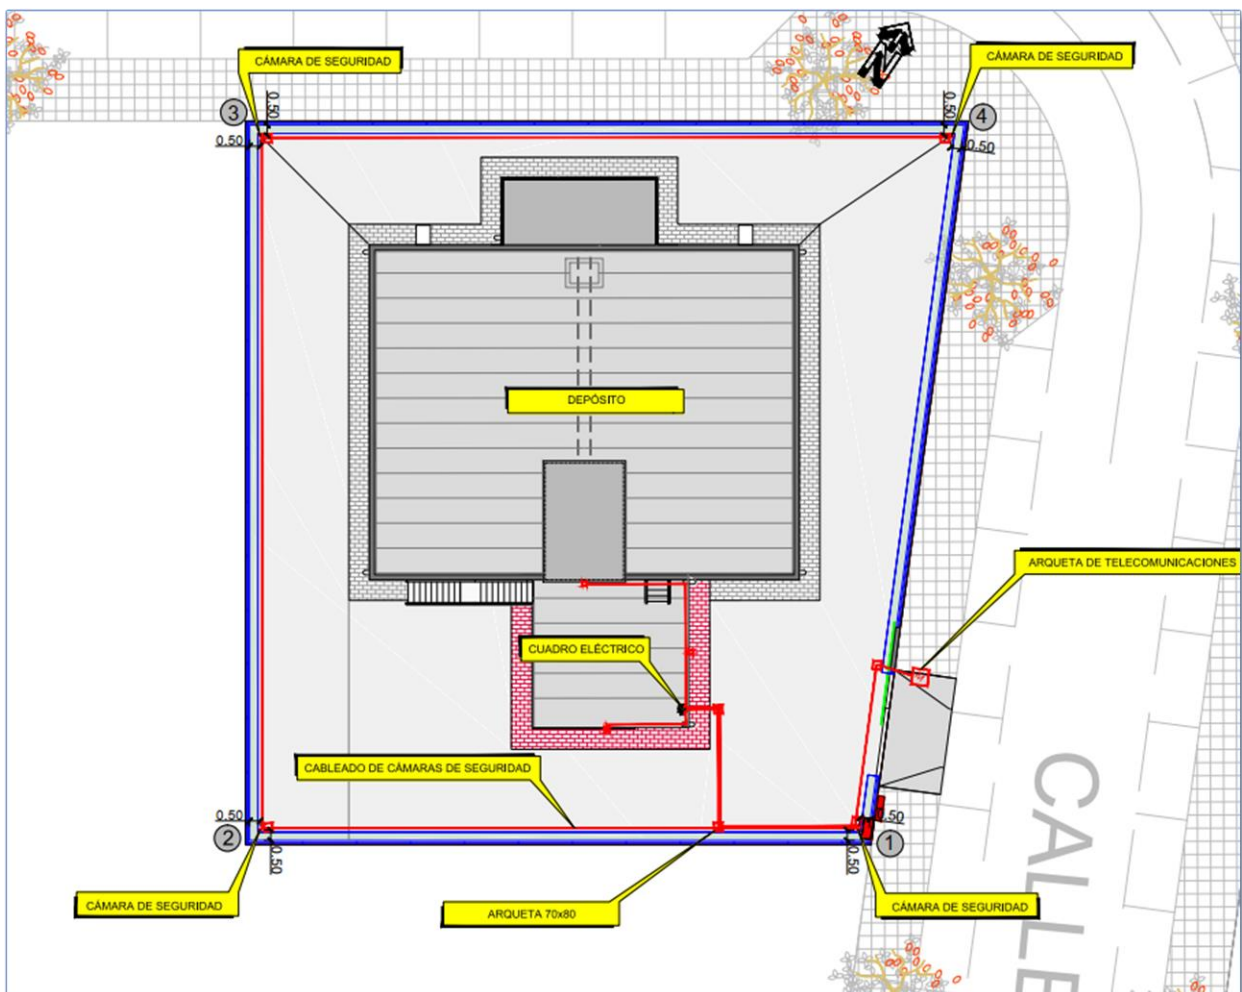 CÁMARA DE SEGURIDAD
CÁMARA DE SEGURIDAD
0.50
0.50
3
4
0.50
0.50
DEPÓSITO
ARQUETA DE TELECOMUNICACIONES
CUADRO ELÉCTRICO
CABLEADO DE CÁMARAS DE SEGURIDAD
0.50
.50
2
1
0.50
0.50
CÁMARA DE SEGURIDAD
ARQUETA 70x80
CÁMARA DE SEGURIDAD
CALLE
N